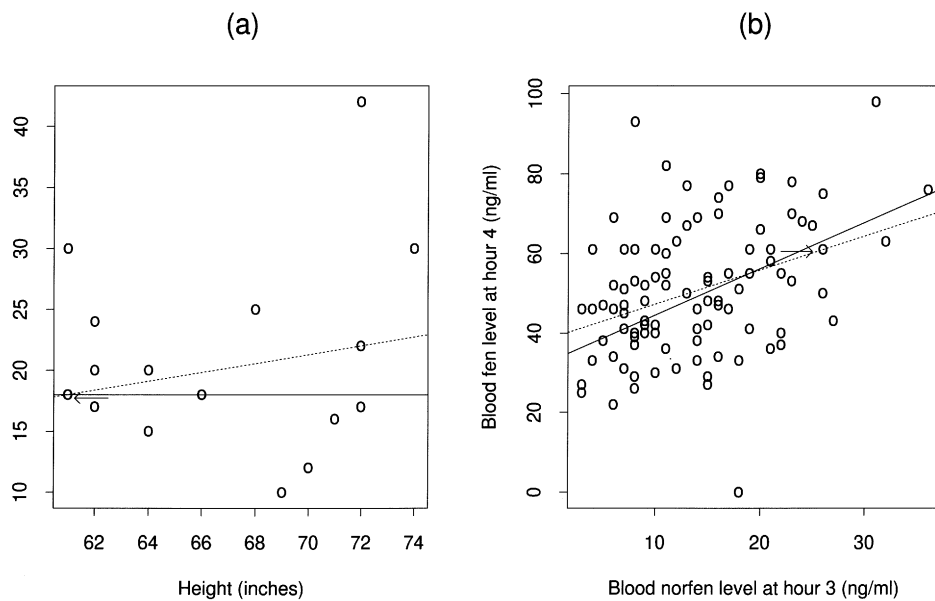 (a)
40
35
30
25
20
15
10
62 64 66 68 70 72 74
Height (inches)
(b)
Blood fen level at hour 4 (ng/ml)
100
80
60
40
20
0
10 20 30
Blood norfen level at hour 3 (ng/ml)